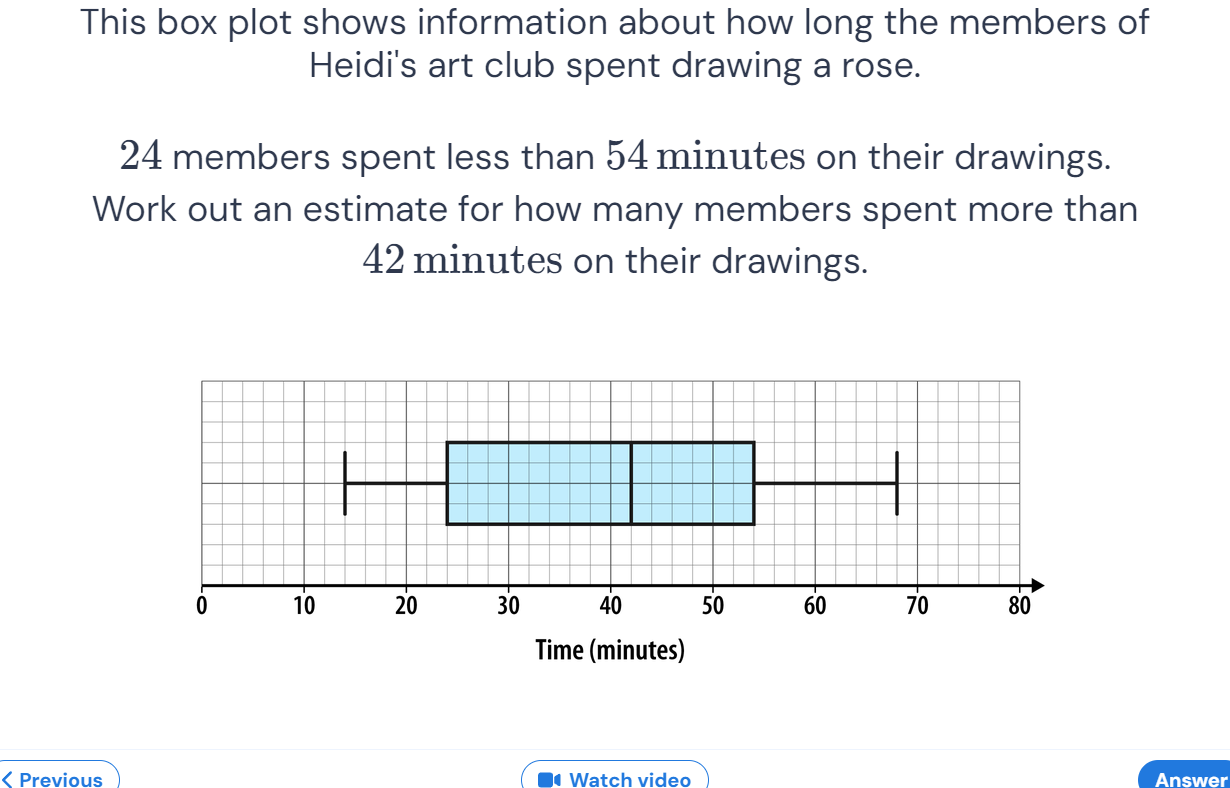 This box plot shows information about how long the members of
Heidi's art club spent drawing a rose.
24 members spent less than 54 minutes on their drawings.
Work out an estimate for how many members spent more than
42 minutes on their drawings.
0 10 20 30 40 50 60 70 80
Time (minutes)
Previous
Watch video
Answer